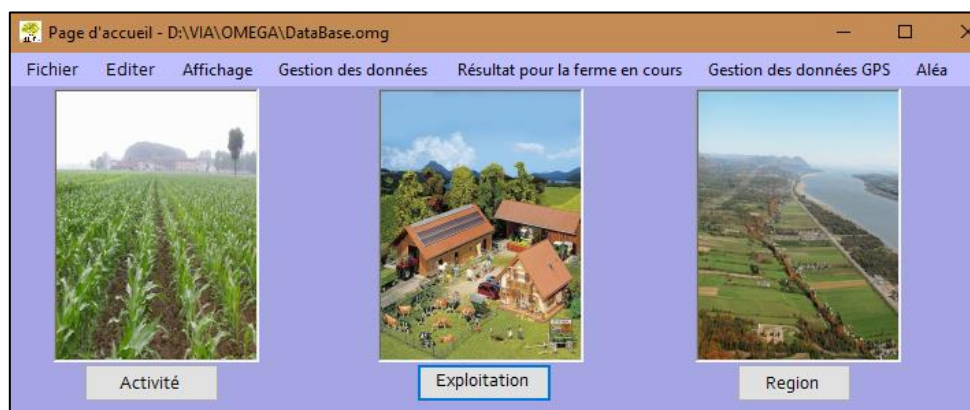 Page d'accueil - D:\VIA\OMEGA\DataBase.omg
Fichier Editer Affichage Gestion des données Résultat pour la ferme en cours Gestion des données GPS Aléa
Activité Exploitation Region